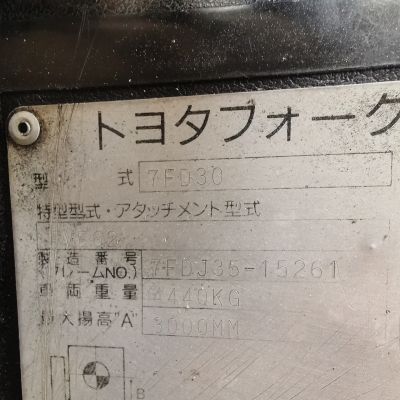 トヨタフォーク
型 式 7FD30
特型型式・アタッチメント型式
製造番号
(フレームNO.) 7FDJ35-15261
車両重量 440KG
最大揚高"A" 3000MM
B